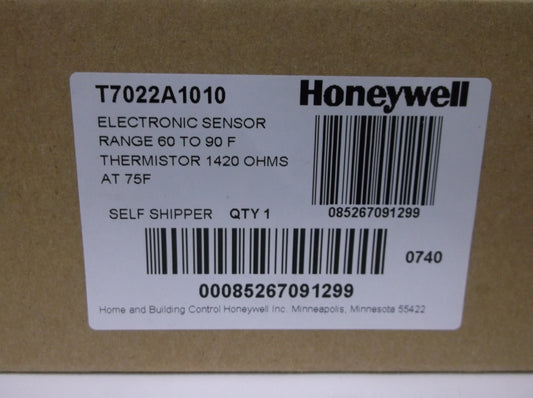 T7022A1010
Honeywell
ELECTRONIC SENSOR
RANGE 60 TO 90 F
THERMISTOR 1420 OHMS
AT 75F
085267091299
SELF SHIPPER QTY 1
0740
00085267091299
Home and Building Control Honeywell Inc. Minneapolis, Minnesota 55422